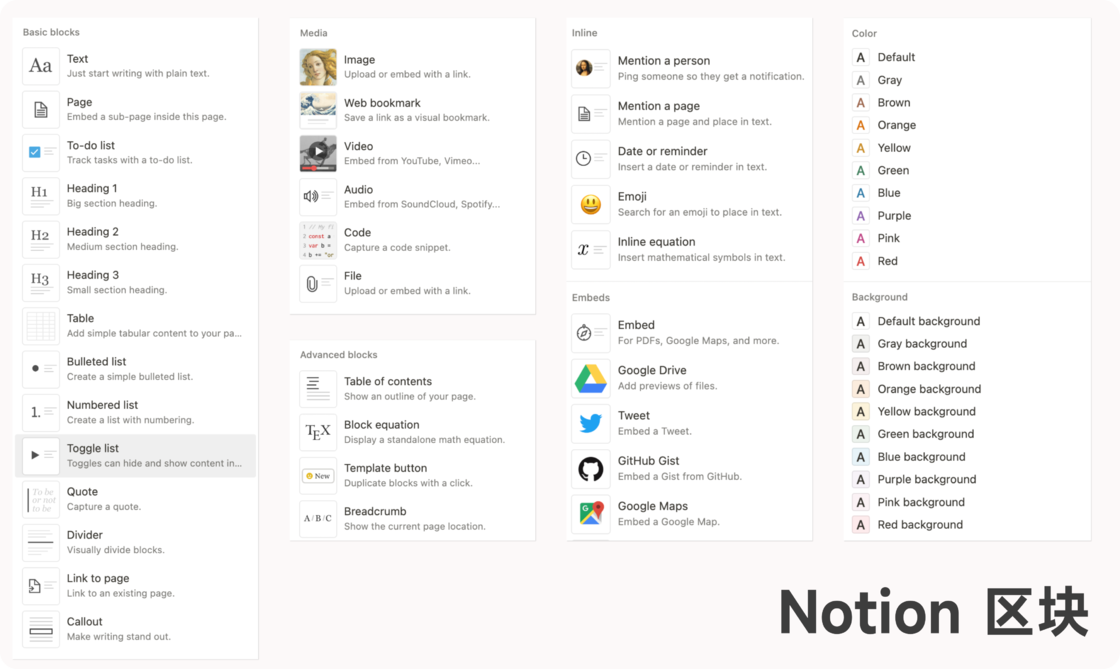 Basic blocks
Aa
Text
Just start writing with plain text.
Page
Embed a sub-page inside this page.
To-do list
Track tasks with a to-do list.
H1
Heading 1
Big section heading.
H2
Heading 2
Medium section heading.
H3
Heading 3
Small section heading.
Table
Add simple tabular content to your pa...
Bulleted list
Create a simple bulleted list.
1.
Numbered list
Create a list with numbering.
Toggle list
Toggles can hide and show content in...
To be
or not
to be
Quote
Capture a quote.
Divider
Visually divide blocks.
Link to page
Link to an existing page.
Callout
Make writing stand out.
Media
Image
Upload or embed with a link.
Web bookmark
Save a link as a visual bookmark.
Video
Embed from YouTube, Vimeo...
Audio
Embed from SoundCloud, Spotify...
2 const a
3 var b =
Code
Capture a code snippet.
File
Upload or embed with a link.
Advanced blocks
Table of contents
Show an outline of your page.
TEX
Block equation
Display a standalone math equation.
New
Template button
Duplicate blocks with a click.
A/B/C
Breadcrumb
Show the current page location.
Inline
Mention a person
Ping someone so they get a notification.
Mention a page
Mention a page and place in text.
Date or reminder
Insert a date or reminder in text.
Emoji
Search for an emoji to place in text.
x
Inline equation
Insert mathematical symbols in text.
Embeds
Embed
For PDFs, Google Maps, and more.
Google Drive
Add previews of files.
Tweet
Embed a Tweet.
GitHub Gist
Embed a Gist from GitHub.
G
Google Maps
Embed a Google Map.
Color
A Default
A Gray
A Brown
A Orange
A Yellow
A Green
A Blue
A Purple
A Pink
A Red
Background
A Default background
A Gray background
A Brown background
A Orange background
A Yellow background
A Green background
A Blue background
A Purple background
A Pink background
A Red background
Notion 区块